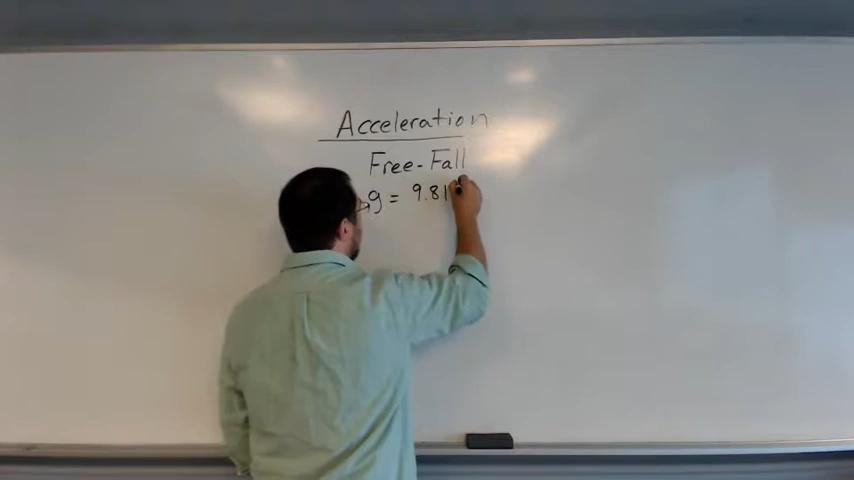 Acceleration
Free-Fall
g = 9.81